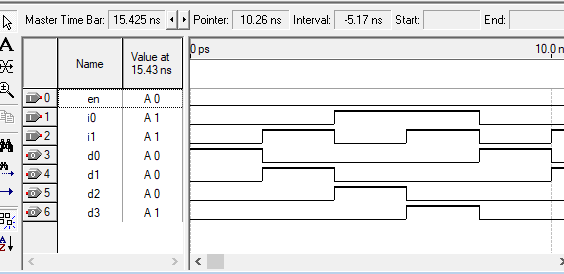 Master Time Bar: 15.425 ns Pointer: 10.26 ns Interval: -5.17 ns Start: End:
Name Value at 15.43 ns 0 ps 10.0 n
0 en A 0
1 i0 A 1
2 i1 A 1
3 d0 A 0
4 d1 A 0
5 d2 A 0
6 d3 A 1